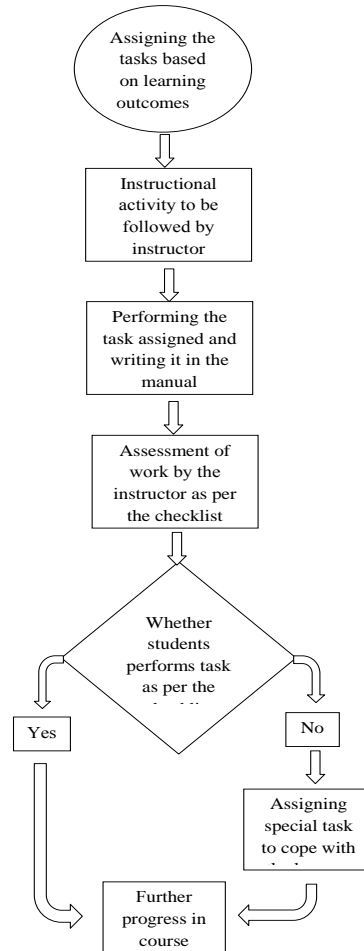 Assigning the
tasks based
on learning
outcomes
Instructional
activity to be
followed by
instructor
Performing the
task assigned and
writing it in the
manual
Assessment of
work by the
instructor as per
the checklist
Whether
students
performs task
as per the
Yes
No
Assigning
special task
to cope with
Further
progress in
course